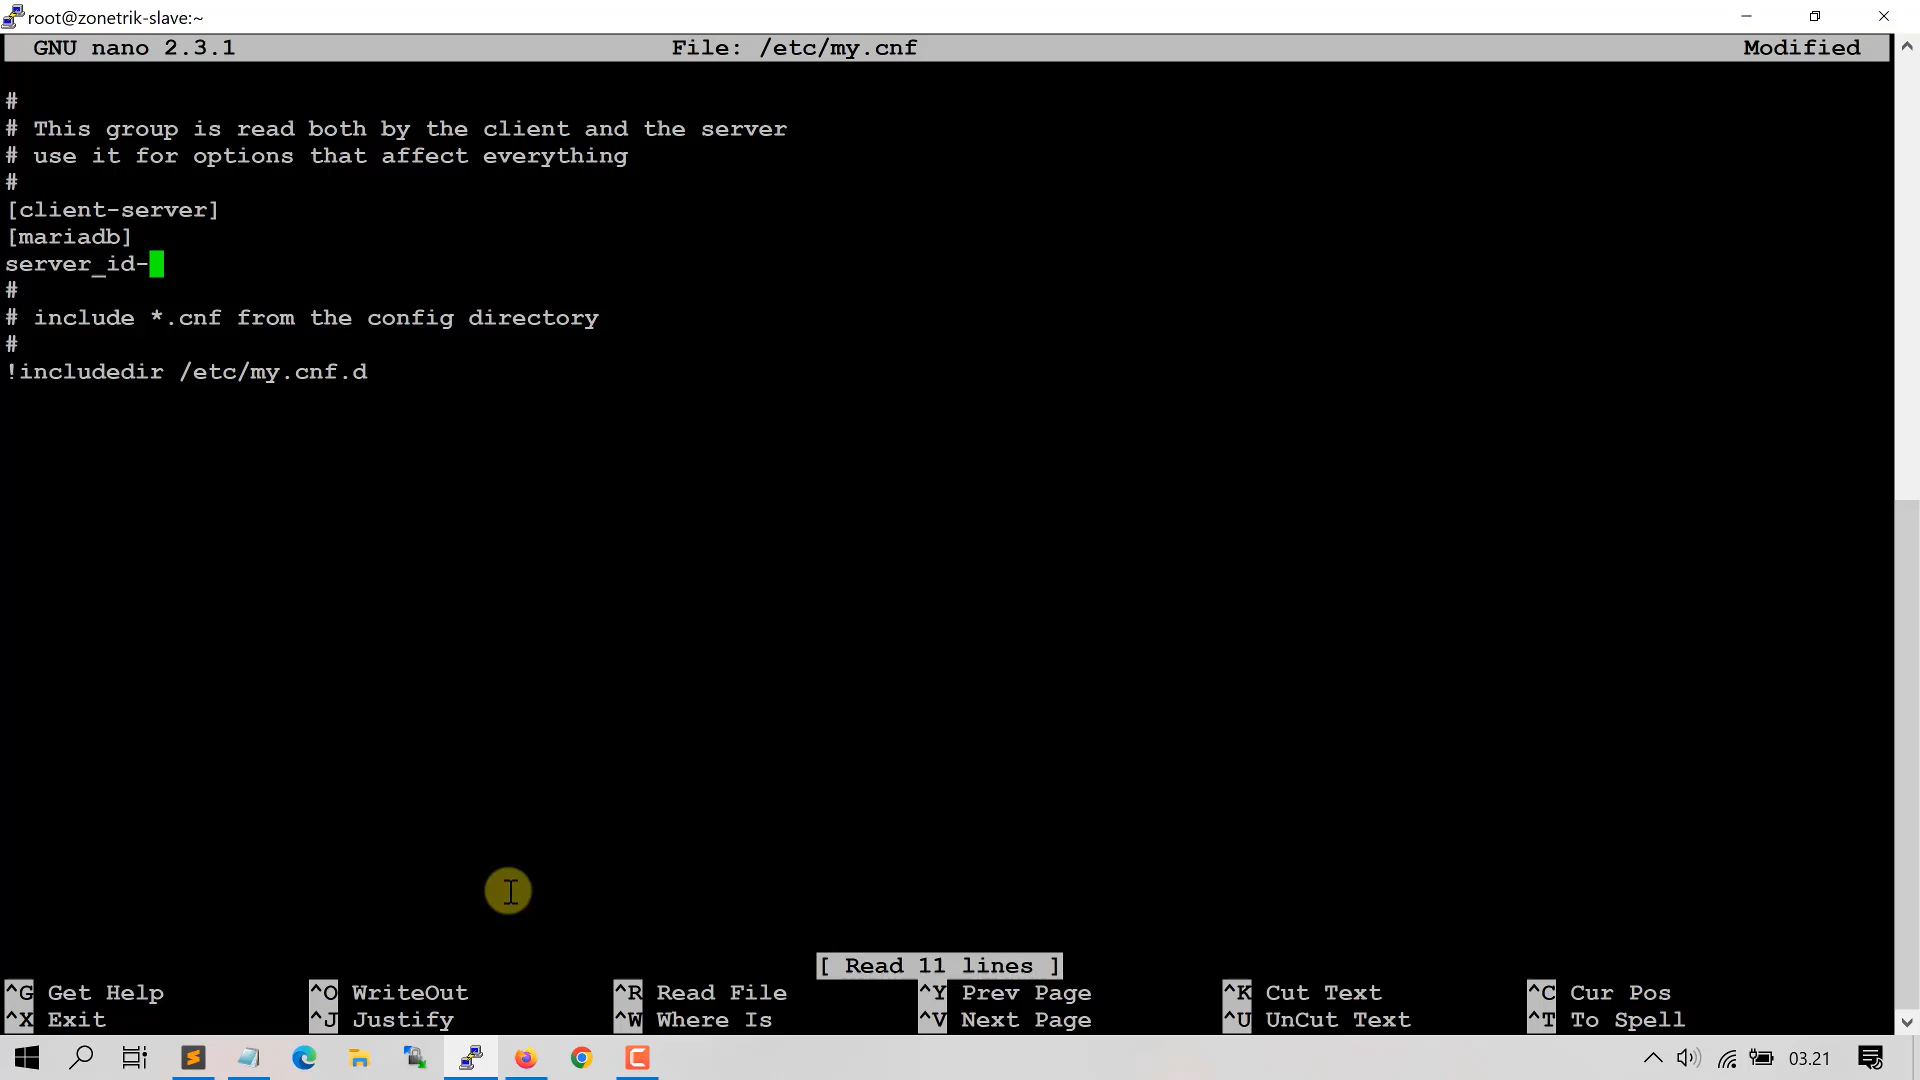 root@zonetrik-slave:~
GNU nano 2.3.1 File: /etc/my.cnf Modified
#
# This group is read both by the client and the server
# use it for options that affect everything
#
[client-server]
[mariadb]
server_id-
#
# include *.cnf from the config directory
#
!includedir /etc/my.cnf.d
[ Read 11 lines ]
^G Get Help ^O WriteOut ^R Read File ^Y Prev Page ^K Cut Text ^C Cur Pos
^X Exit ^J Justify ^W Where Is ^V Next Page ^U UnCut Text ^T To Spell
03.21